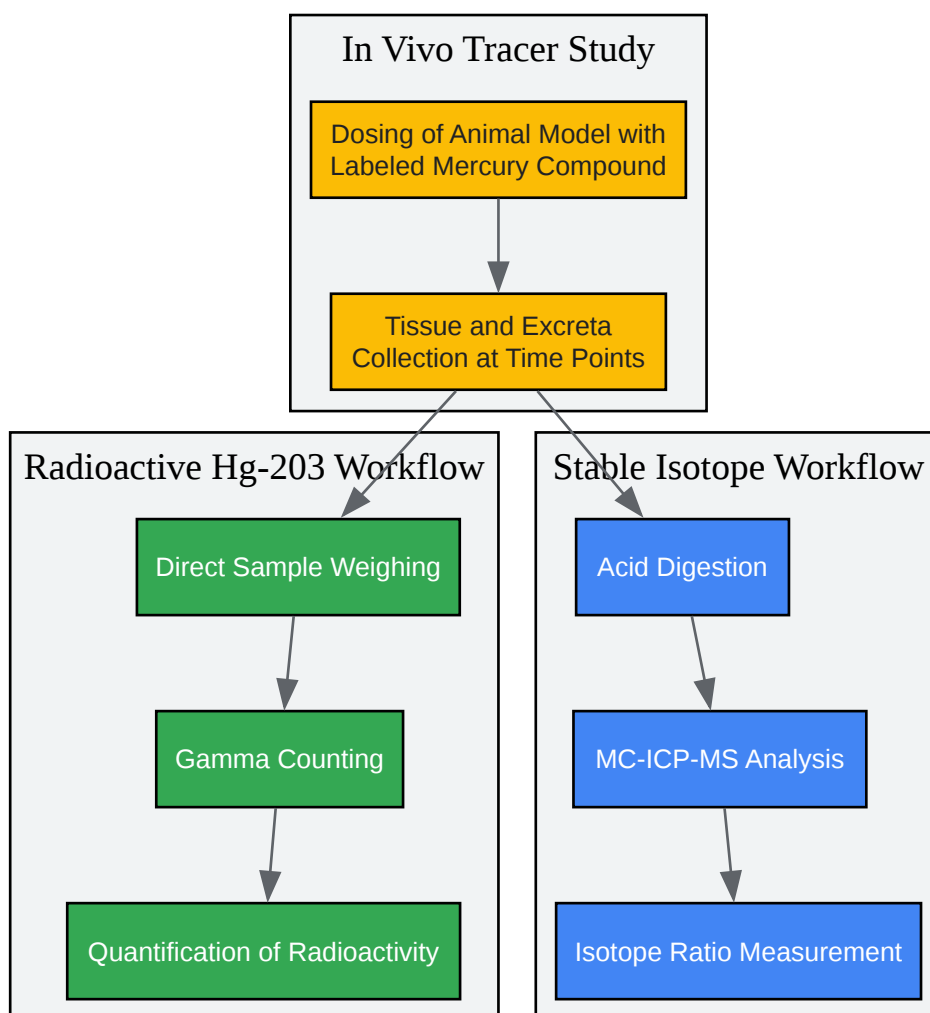 In Vivo Tracer Study
Dosing of Animal Model with
Labeled Mercury Compound
Tissue and Excreta
Collection at Time Points
Radioactive Hg-203 Workflow
Direct Sample Weighing
Gamma Counting
Quantification of Radioactivity
Stable Isotope Workflow
Acid Digestion
MC-ICP-MS Analysis
Isotope Ratio Measurement